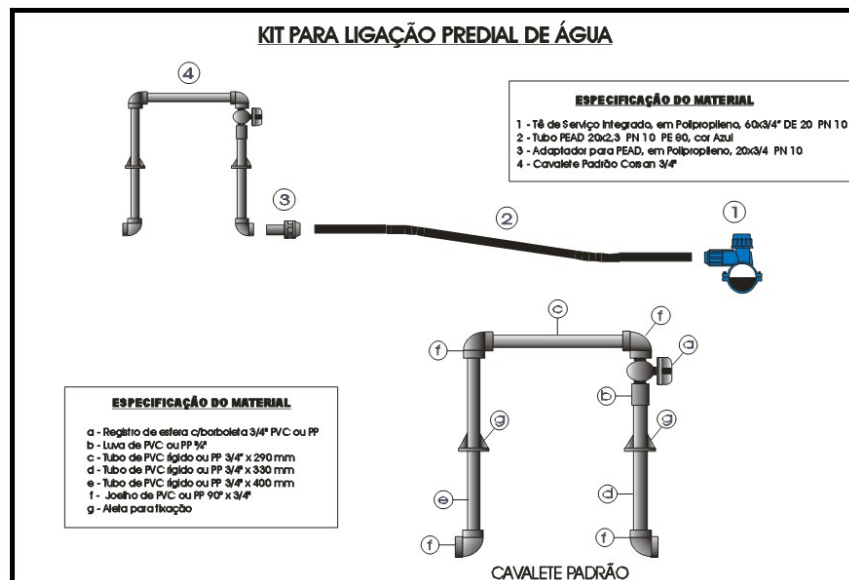 KIT PARA LIGAÇÃO PREDIAL DE ÁGUA
4
ESPECIFICAÇÃO DO MATERIAL
1 - Tê de Serviço Integrado, em Polipropileno, 60x3/4" DE 20 PN 10
2 - Tubo PEAD 20x2,3 PN 10 PE 80, cor Azul
3 - Adaptador para PEAD, em Polipropileno, 20x3/4 PN 10
4 - Cavalete Padrão Corsan 3/4"
3
2
1
c
f
f
a
b
g
g
e
d
f
f
ESPECIFICAÇÃO DO MATERIAL
a - Registro de esfera c/borboleta 3/4" PVC ou PP
b - Luva de PVC ou PP ¾"
c - Tubo de PVC rígido ou PP 3/4" x 290 mm
d - Tubo de PVC rígido ou PP 3/4" x 330 mm
e - Tubo de PVC rígido ou PP 3/4" x 400 mm
f - Joelho de PVC ou PP 90° x 3/4"
g - Aleta para fixação
CAVALETE PADRÃO